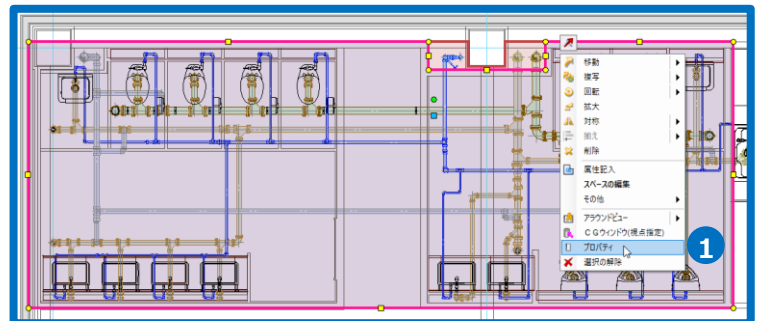 移動
複写
回転
拡大
対称
揃え
削除
属性記入
スペースの編集
その他
アラウンドビュー
CGウィンドウ(視点指定)
プロパティ
選択の解除
1